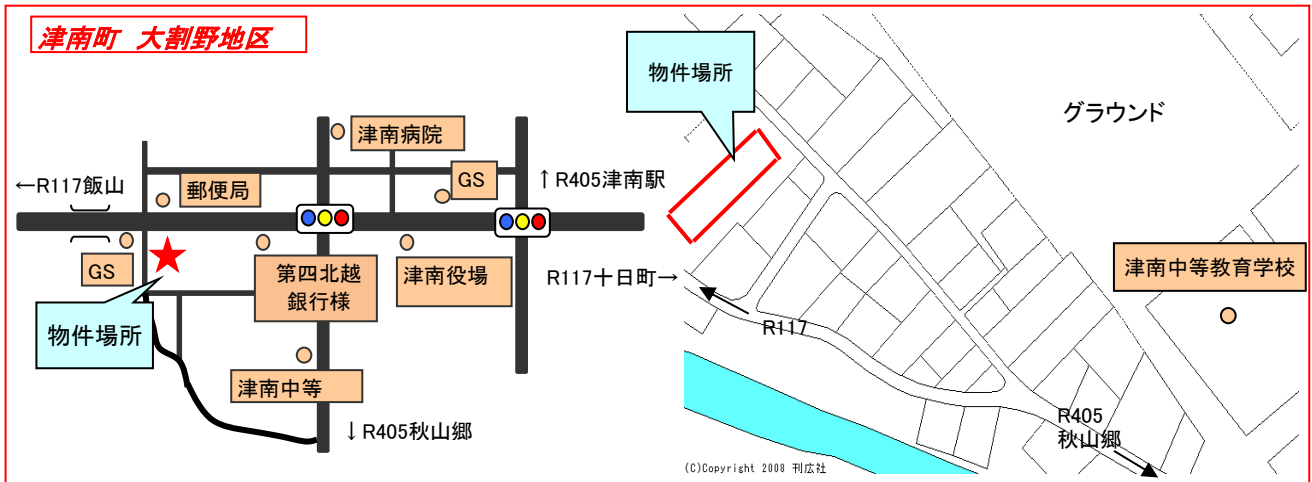 津南町 大割野地区
津南病院
GS
↑R405津南駅
←R117飯山
郵便局
GS
第四北越
銀行様
津南役場
R117十日町→
物件場所
津南中等
↓R405秋山郷
物件場所
グラウンド
津南中等教育学校
R117
R405
秋山郷
(C)Copyright 2008 刊広社